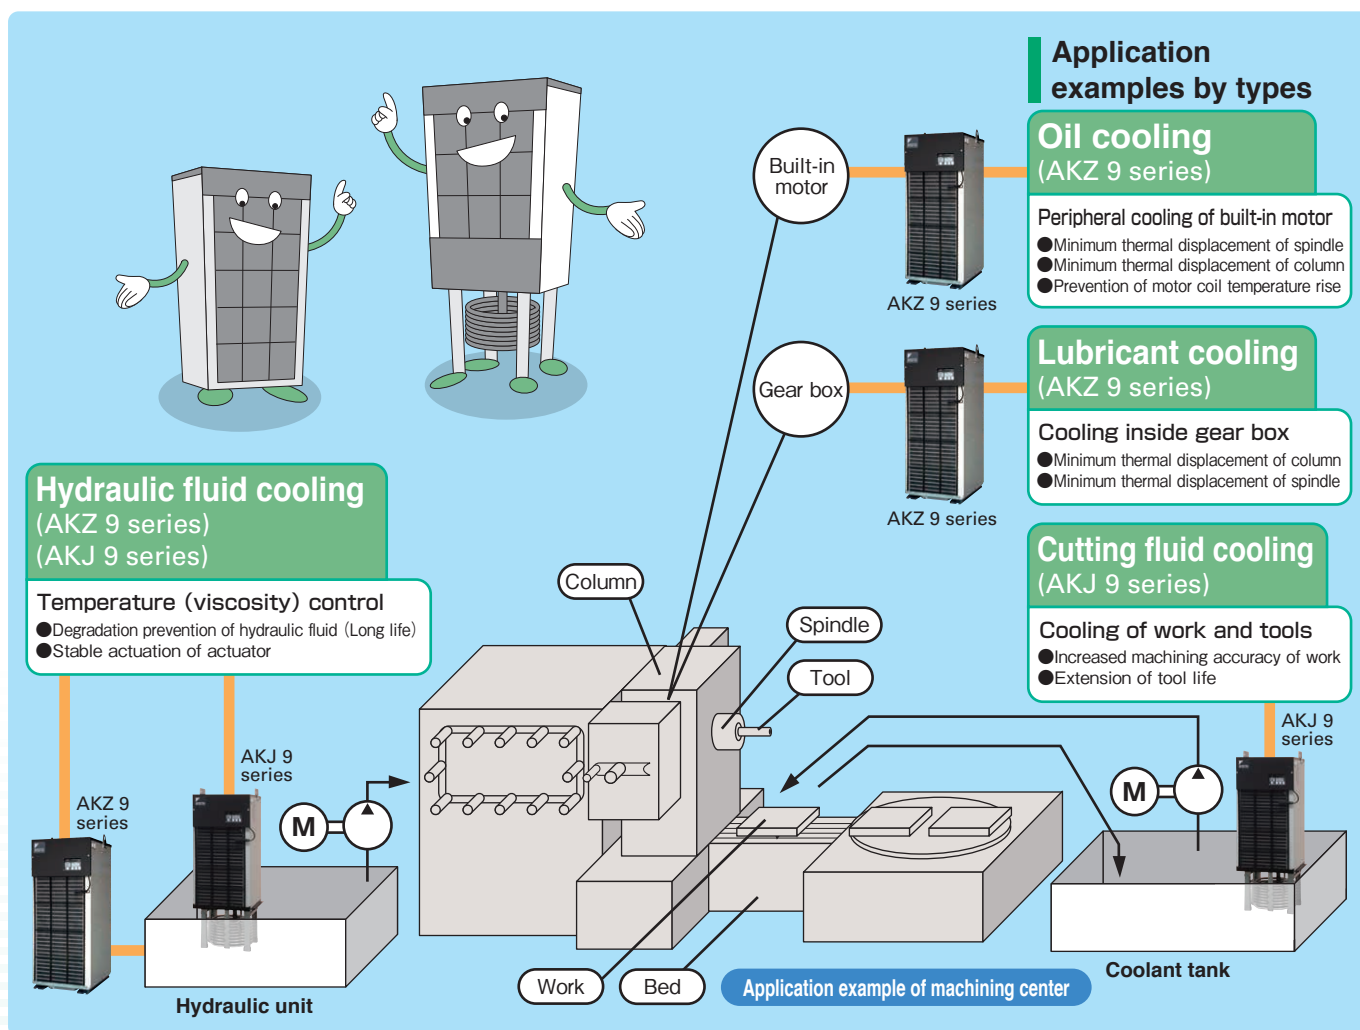 Application
examples by types
Oil cooling
(AKZ 9 series)
Peripheral cooling of built-in motor
●Minimum thermal displacement of spindle
●Minimum thermal displacement of column
●Prevention of motor coil temperature rise
Built-in
motor
AKZ 9 series
Lubricant cooling
(AKZ 9 series)
Cooling inside gear box
●Minimum thermal displacement of column
●Minimum thermal displacement of spindle
Gear box
AKZ 9 series
Hydraulic fluid cooling
(AKZ 9 series)
(AKJ 9 series)
Temperature (viscosity) control
●Degradation prevention of hydraulic fluid (Long life)
●Stable actuation of actuator
Cutting fluid cooling
(AKJ 9 series)
Cooling of work and tools
●Increased machining accuracy of work
●Extension of tool life
Column
Spindle
Tool
AKJ 9
series
AKZ 9
series
M
AKJ 9
series
M
Work
Bed
Application example of machining center
Hydraulic unit
Coolant tank